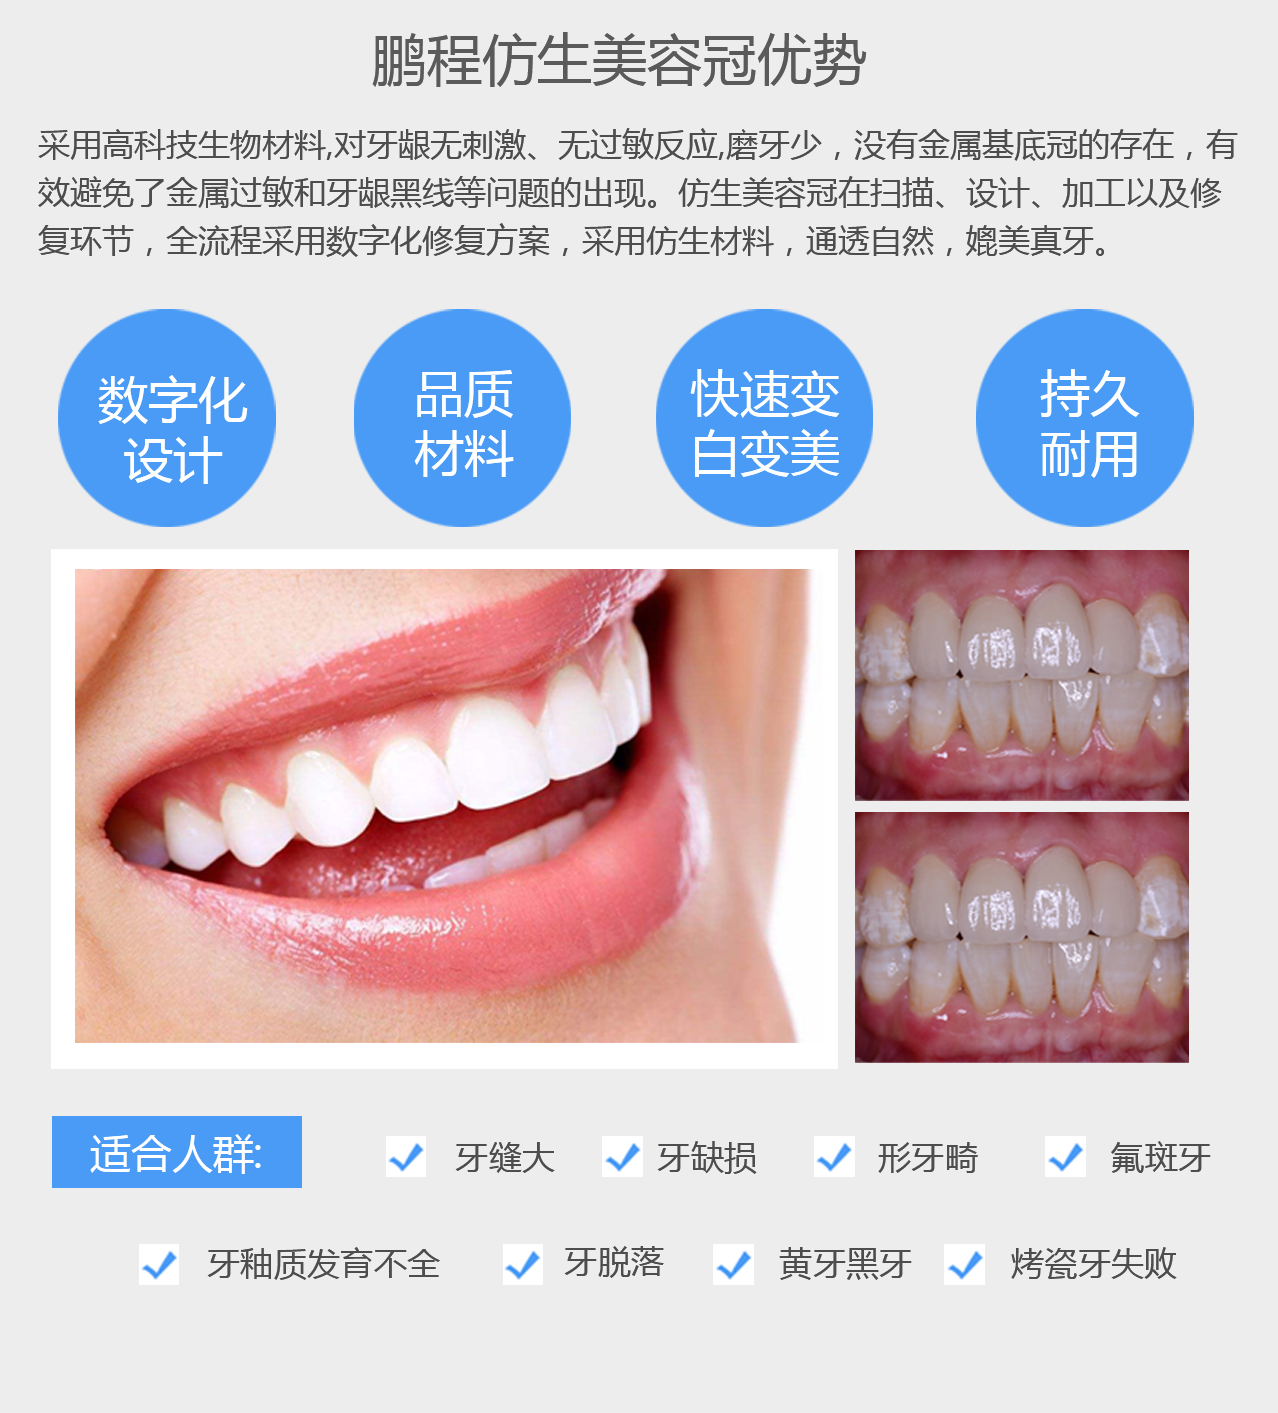 鹏程仿生美容冠优势
采用高科技生物材料,对牙龈无刺激、无过敏反应,磨牙少，没有金属基底冠的存在，有
效避免了金属过敏和牙龈黑线等问题的出现。仿生美容冠在扫描、设计、加工以及修
复环节，全流程采用数字化修复方案，采用仿生材料，通透自然，媲美真牙。
数字化
设计
品质
材料
快速变
白变美
持久
耐用
适合人群:
牙缝大
牙缺损
形牙畸
氟斑牙
牙釉质发育不全
牙脱落
黄牙黑牙
烤瓷牙失败